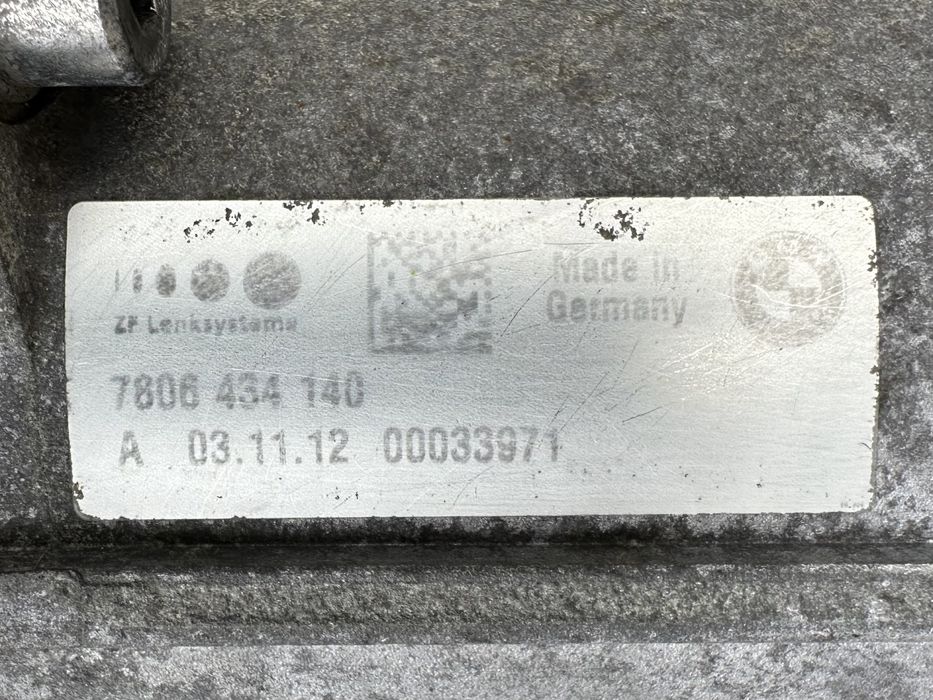 ZF Lenksysteme
Made in
Germany
7806 434 140
A 03.11.12 00033971